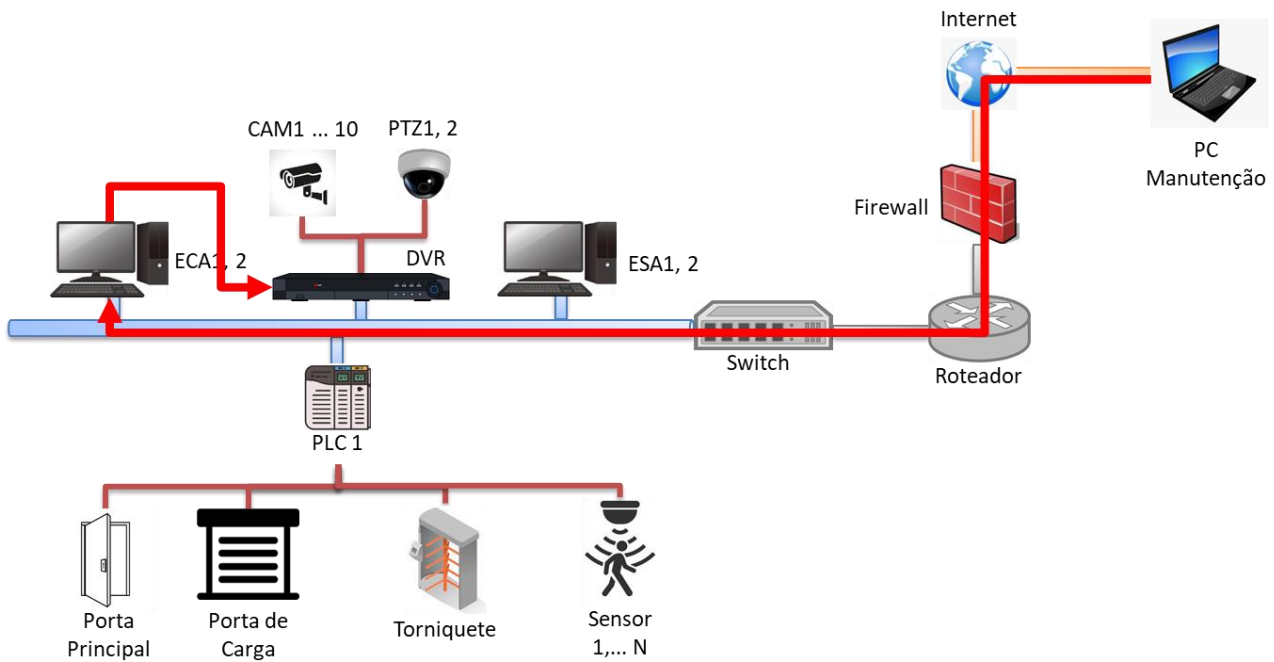 Internet
CAM1 ... 10
PTZ1, 2
PC
Manutenção
Firewall
ECA1, 2
DVR
ESA1, 2
Switch
Roteador
PLC 1
Porta
Principal
Porta de
Carga
Torniquete
Sensor
1,... N